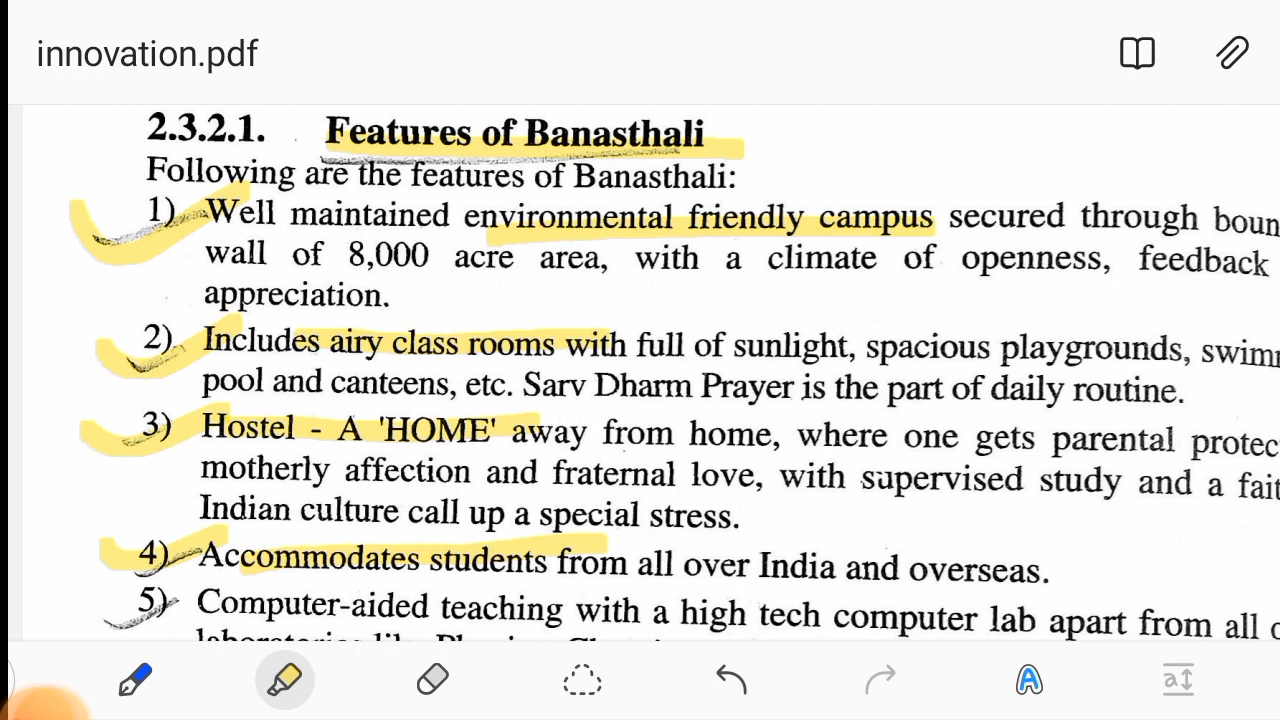 innovation.pdf
2.3.2.1. Features of Banasthali
Following are the features of Banasthali:
1) Well maintained environmental friendly campus secured through boun
wall of 8,000 acre area, with a climate of openness, feedback
appreciation.
2) Includes airy class rooms with full of sunlight, spacious playgrounds, swim
pool and canteens, etc. Sarv Dharm Prayer is the part of daily routine.
3) Hostel - A 'HOME' away from home, where one gets parental protec
motherly affection and fraternal love, with supervised study and a fait
Indian culture call up a special stress.
4) Accommodates students from all over India and overseas.
5) Computer-aided teaching with a high tech computer lab apart from all